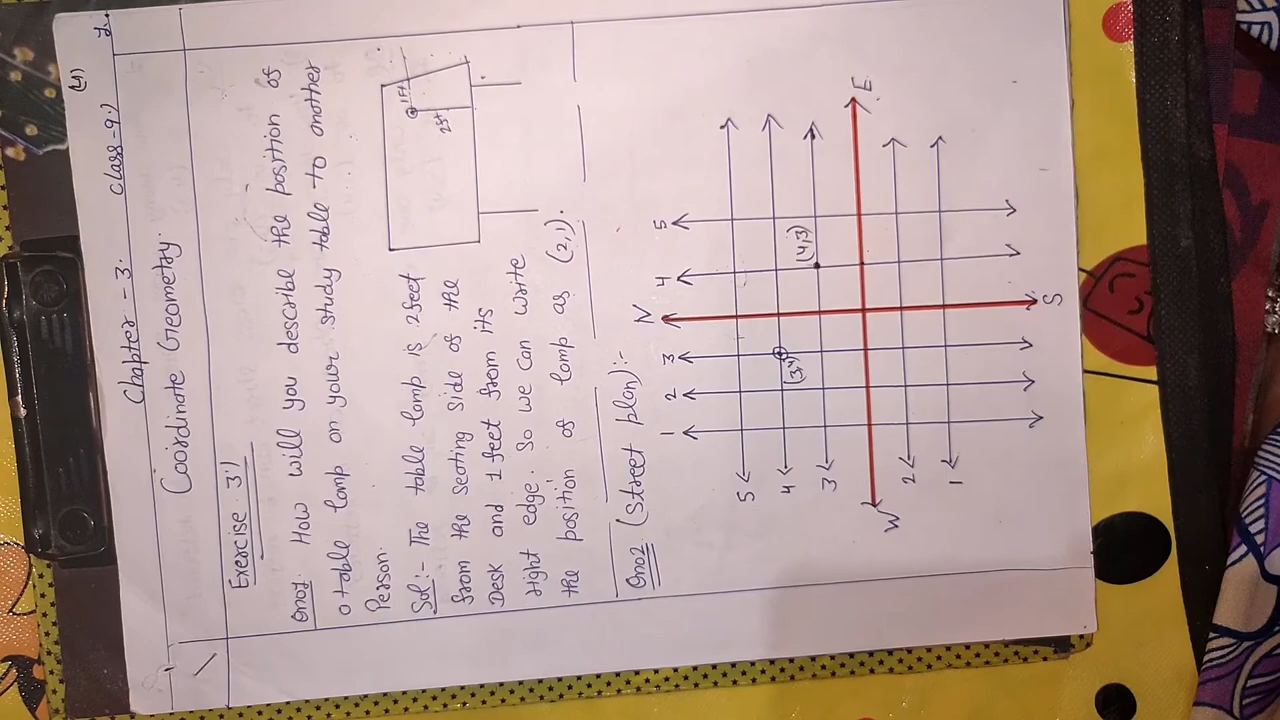 (4)
Chapter - 3. class-9.)
Coordinate Geometry.
Exercise 3.1
Qno1. How will you describe the position of
a table lamp on your study table to another
Person.
Sol:- The table lamp is 2feet
from the seating side of the
Desk and 1 feet from its
right edge. So we can write
the position of lamp as (2,1).
1Ft
2ft
Qno2 (Street plan):-
N
1 2 3 4 5
5
4
(3,4)
3
(4,3)
W
E
2
1
S